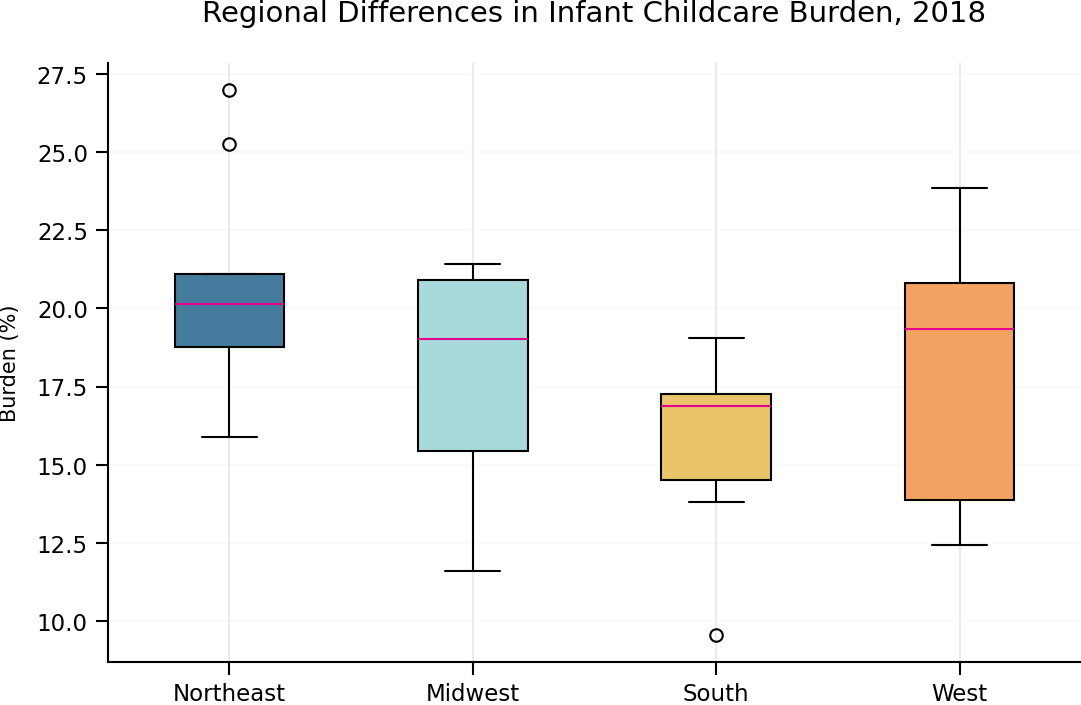 Regional Differences in Infant Childcare Burden, 2018
Burden (%)
27.5
25.0
22.5
20.0
17.5
15.0
12.5
10.0
Northeast
Midwest
South
West